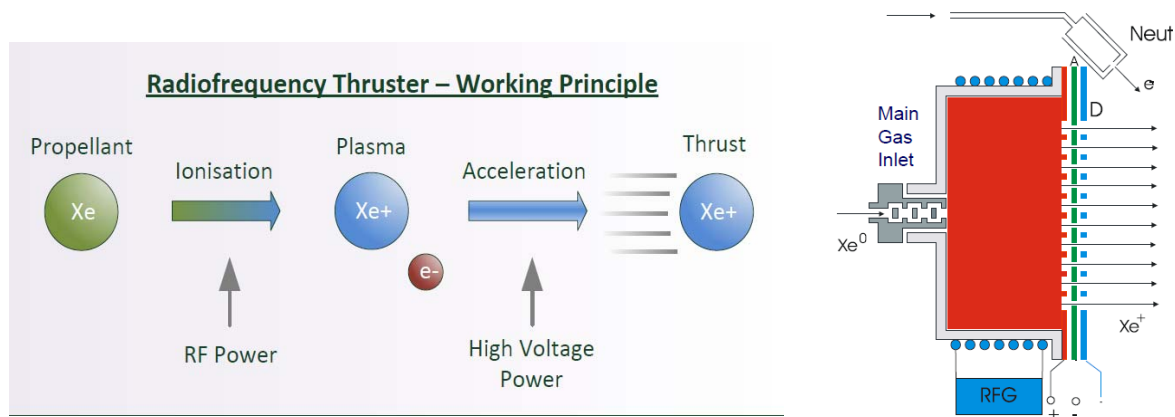 Radiofrequency Thruster – Working Principle
Propellant
Ionisation
Plasma
Acceleration
Thrust
Xe
Xe+
e-
Xe+
RF Power
High Voltage
Power
Neut
A
e-
D
Main
Gas
Inlet
Xe⁰
Xe⁺
RFG
+
-
-